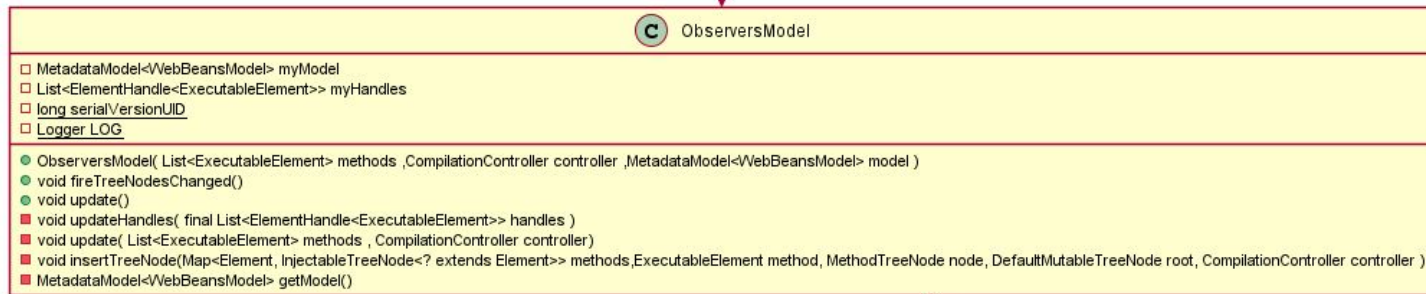 C ObserversModel
MetadataModel<WebBeansModel> myModel
List<ElementHandle<ExecutableElement>> myHandles
long serialVersionUID
Logger LOG
ObserversModel( List<ExecutableElement> methods ,CompilationController controller ,MetadataModel<WebBeansModel> model )
void fireTreeNodesChanged()
void update()
void updateHandles( final List<ElementHandle<ExecutableElement>> handles )
void update( List<ExecutableElement> methods , CompilationController controller)
void insertTreeNode(Map<Element, InjectableTreeNode<? extends Element>> methods,ExecutableElement method, MethodTreeNode node, DefaultMutableTreeNode root, CompilationController controller )
MetadataModel<WebBeansModel> getModel()